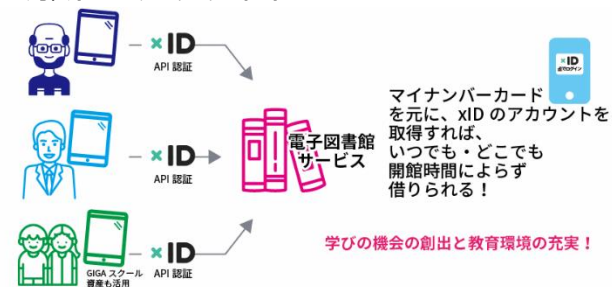 ×ID
API 認証
×ID
API 認証
GIGA スクール
資産も活用
×ID
API 認証
電子図書館
サービス
×ID
マイナンバーカード
を元に、xID のアカウントを
取得すれば、
いつでも・どこでも
開館時間によらず
借りられる！
学びの機会の創出と教育環境の充実！